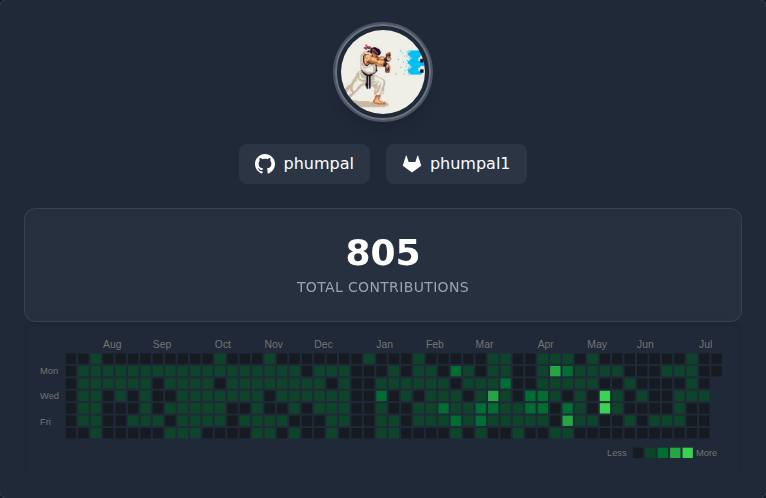 phumpal phumpal1
805
TOTAL CONTRIBUTIONS
Aug Sep Oct Nov Dec Jan Feb Mar Apr May Jun Jul
Mon
Wed
Fri
Less More